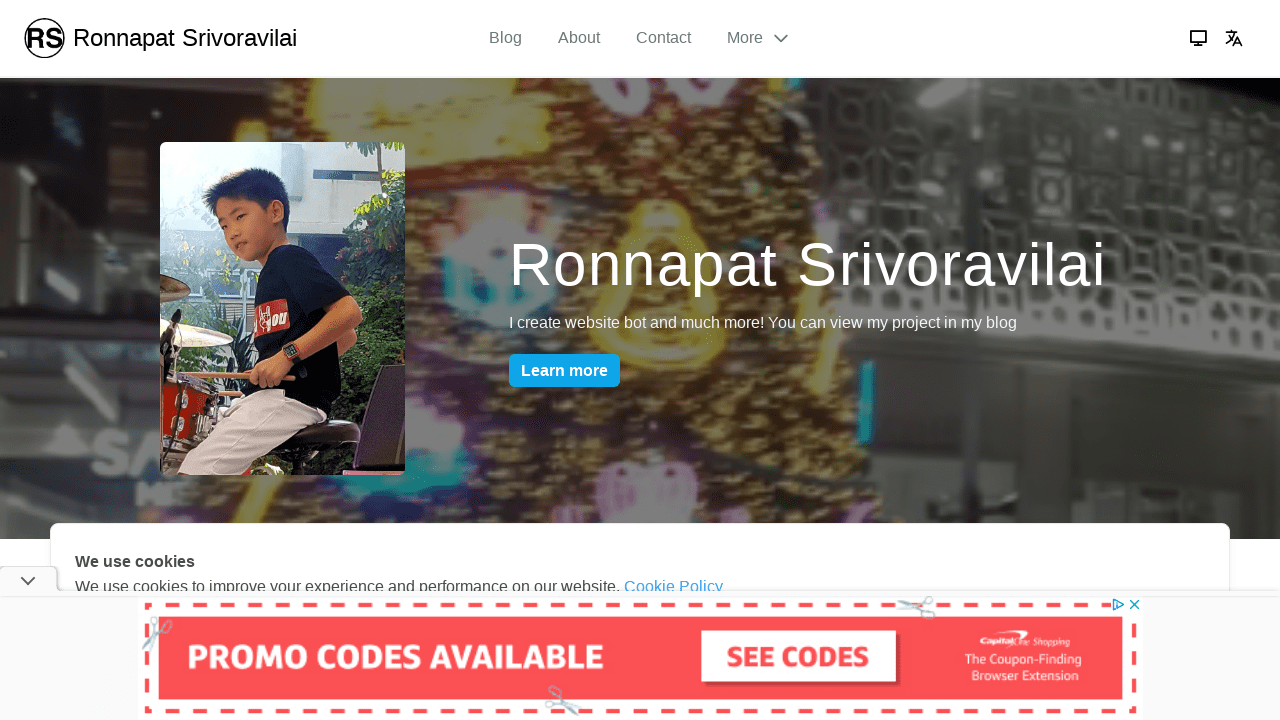 RS Ronnapat Srivoravilai
Blog
About
Contact
More
Ronnapat Srivoravilai
I create website bot and much more! You can view my project in my blog
Learn more
We use cookies
We use cookies to improve your experience and performance on our website. Cookie Policy
PROMO CODES AVAILABLE
SEE CODES
Capital One Shopping
The Coupon-Finding
Browser Extension